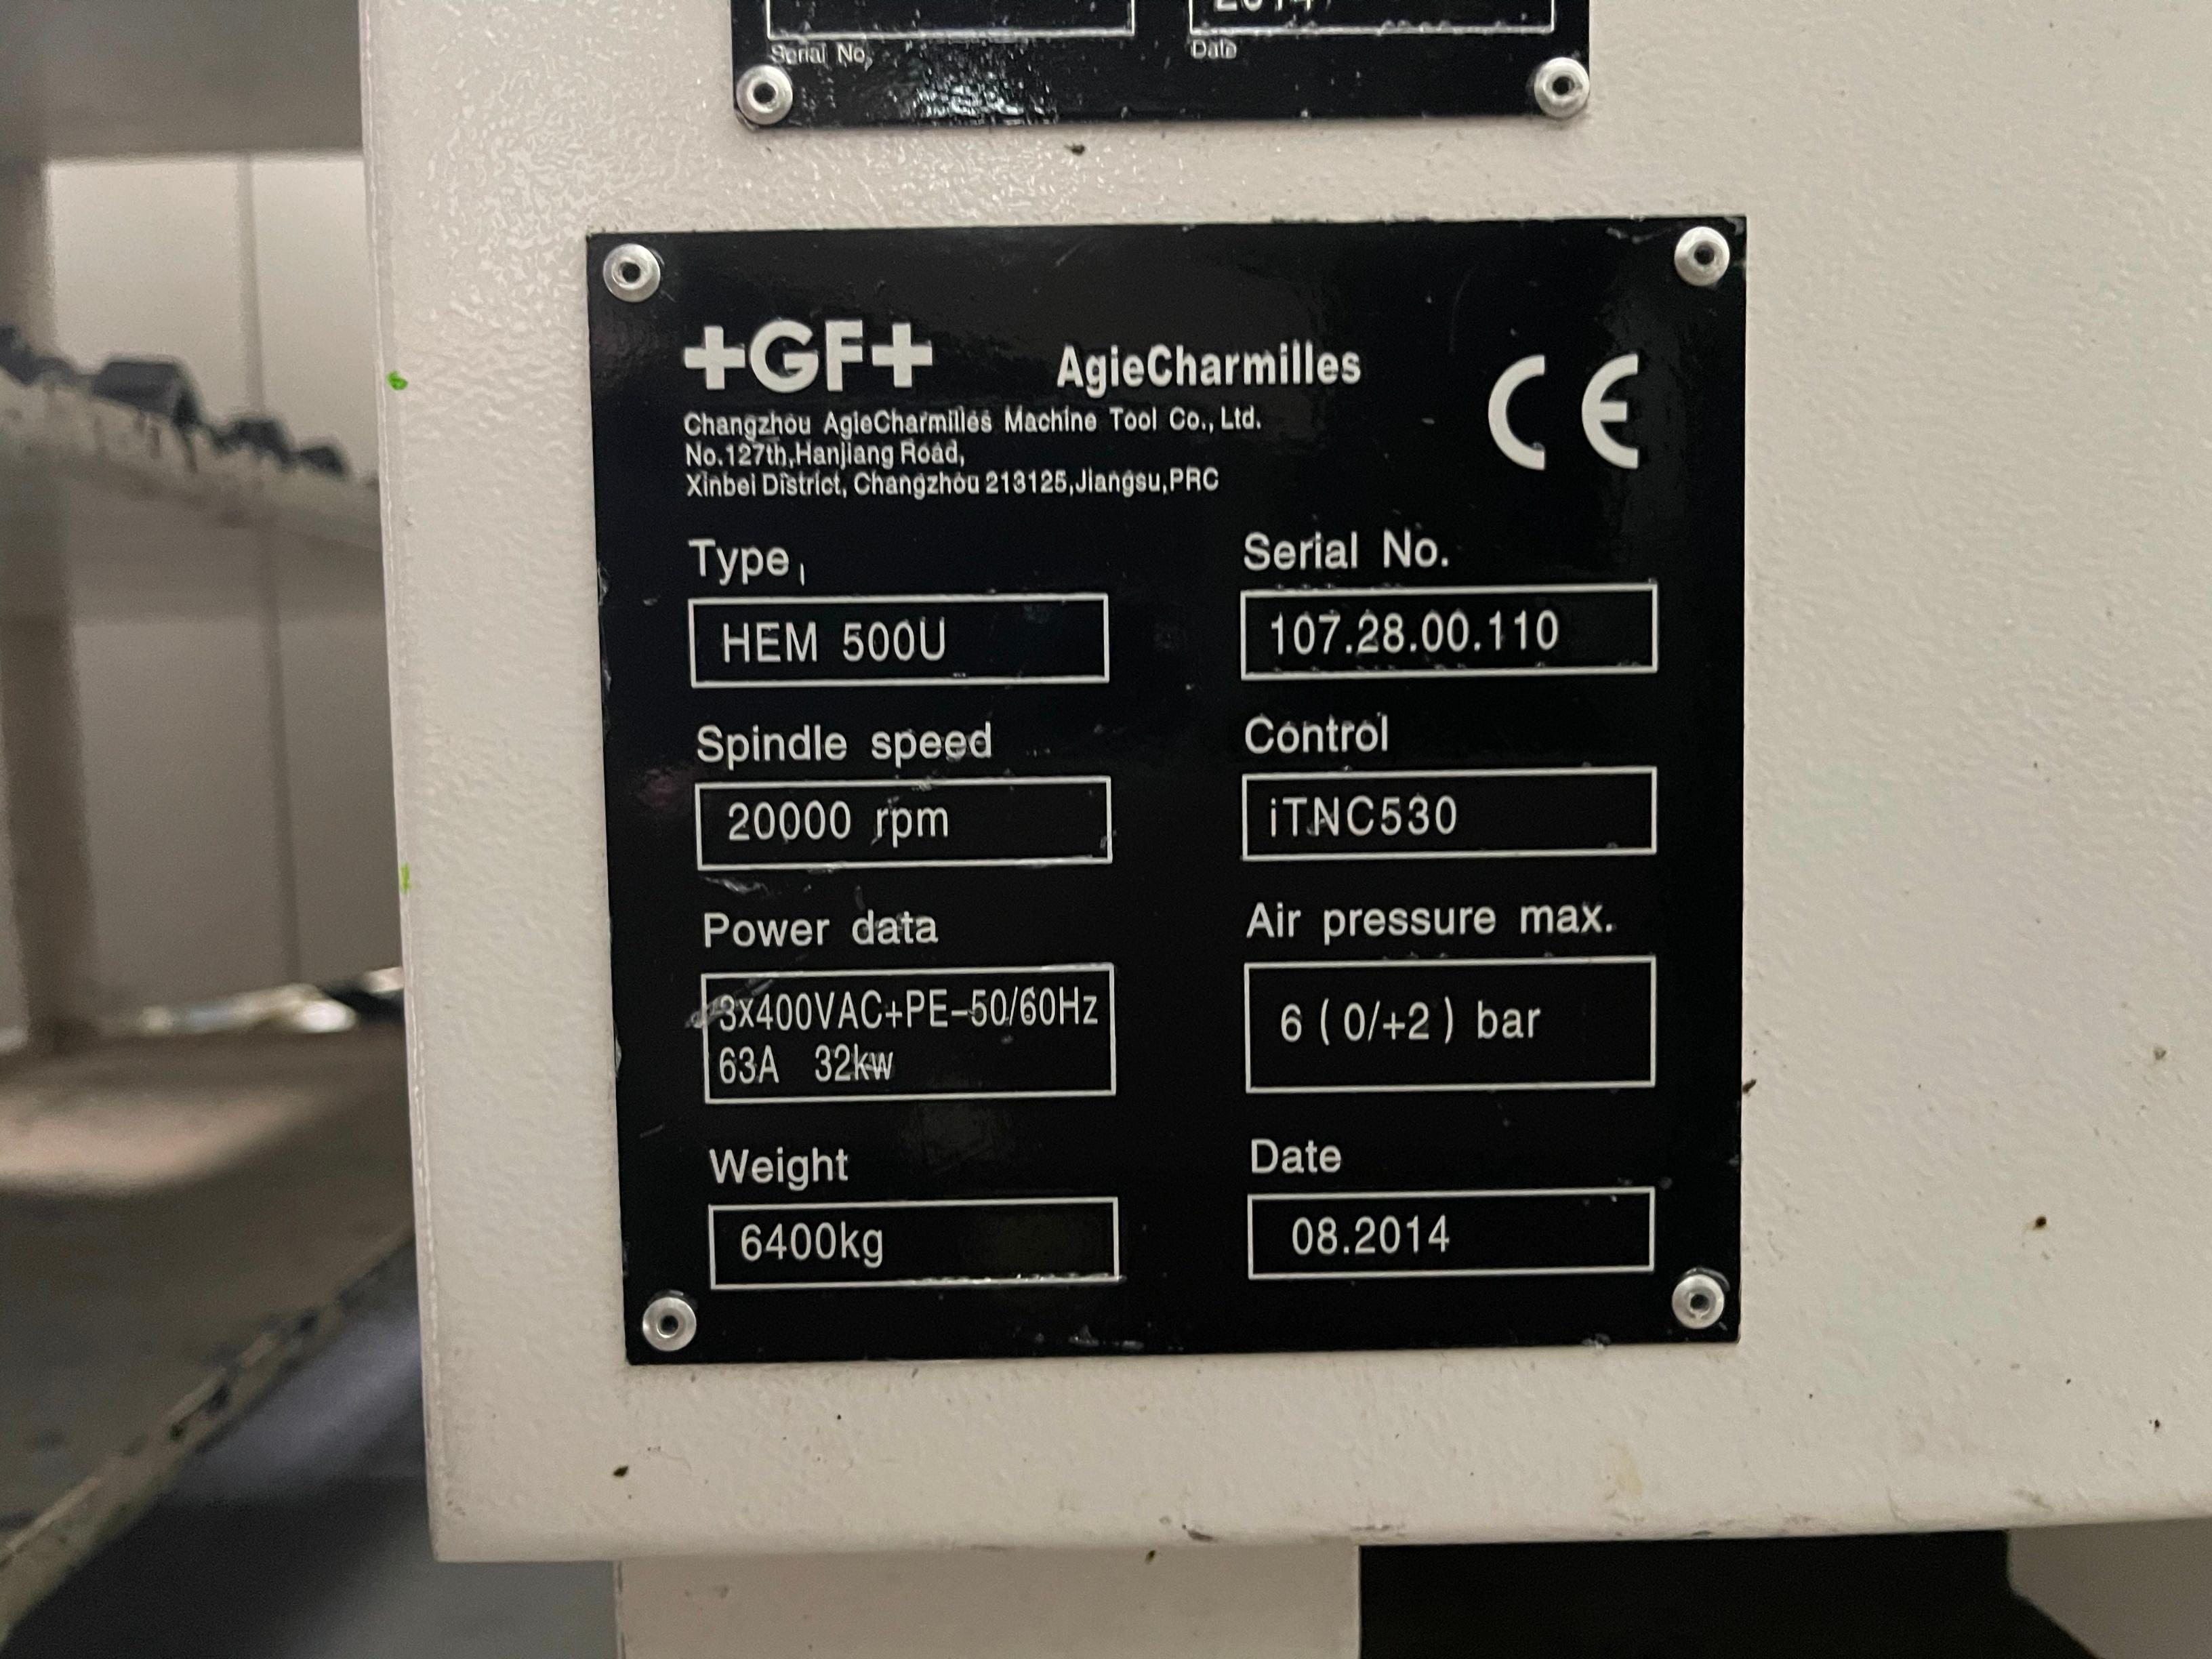 2014
Serial No. Date
+GF+ AgieCharmilles CE
Changzhou AgieCharmilles Machine Tool Co., Ltd.
No.127th,Hanjiang Road,
Xinbei District, Changzhou 213125,Jiangsu,PRC
Type Serial No.
HEM 500U 107.28.00.110
Spindle speed Control
20000 rpm iTNC530
Power data Air pressure max.
3x400VAC+PE-50/60Hz
63A 32kw
6 ( 0/+2 ) bar
Weight Date
6400kg 08.2014